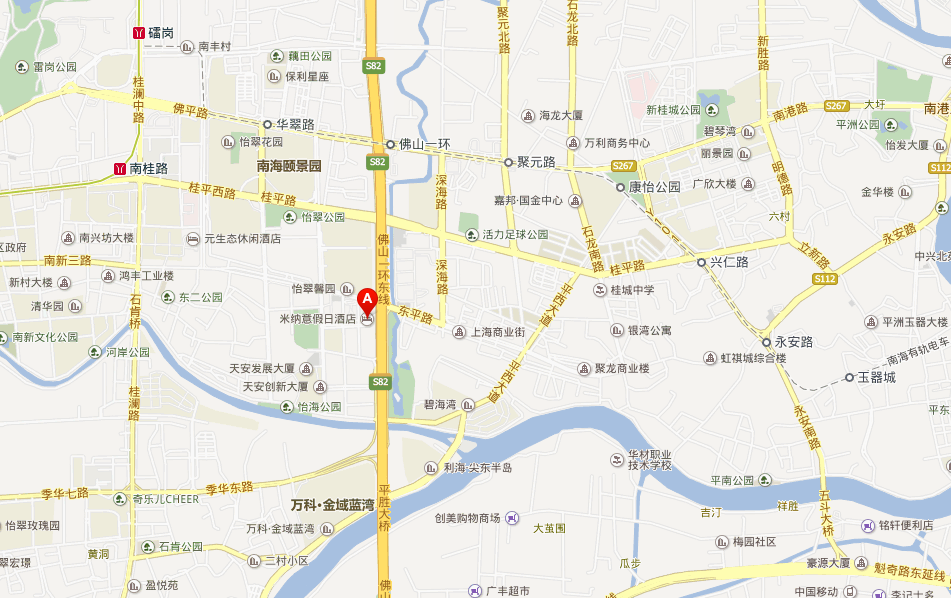 礌岗
南丰村
雷岗公园
桂澜中路
藕田公园
保利星座
S82
聚元北路
石龙北路
新胜路
佛平路
华翠路
怡翠花园
佛山一环
海龙大厦
万利商务中心
新桂城公园
碧琴湾
丽景园
南港路
S267
大圩
南港
平洲公园
怡发大厦
S112
南桂路
南海颐景园
S82
聚元路
S267
康怡公园
广欣大楼
明德路
金华楼
桂平西路
桂平路
深海路
嘉邦·国金中心
怡翠公园
活力足球公园
六村
区政府
南兴坊大楼
元生态休闲酒店
佛山一环东线
石龙南路
桂平路
兴仁路
立新路
永安路
中兴北苑
南新三路
新村大楼
鸿丰工业楼
深海路
S112
清华园
东二公园
石肯桥
怡翠馨园
A
米纳意假日酒店
东平路
平西大道
桂城中学
上海商业街
银湾公寓
平洲玉器大楼
南新文化公园
河岸公园
永安路
南海有轨电车
虹祺城综合楼
玉器城
天安发展大厦
天安创新大厦
S82
聚龙商业楼
平西大道
桂澜路
怡海公园
碧海湾
永安南路
平东
利海·尖东半岛
华材职业
技术学校
平南公园
季华七路
奇乐儿CHEER
季华东路
万科·金域蓝湾
平胜大桥
五斗大桥
吉汀
祥胜
怡翠玫瑰园
万科·金域蓝湾
创美购物商场
大茧围
铭轩便利店
黄洞
石肯公园
二村小区
梅园社区
翠宏璟
瓜步
豪源大厦
魁奇路东延线
盈悦苑
佛
广丰超市
中国移动
李记士多